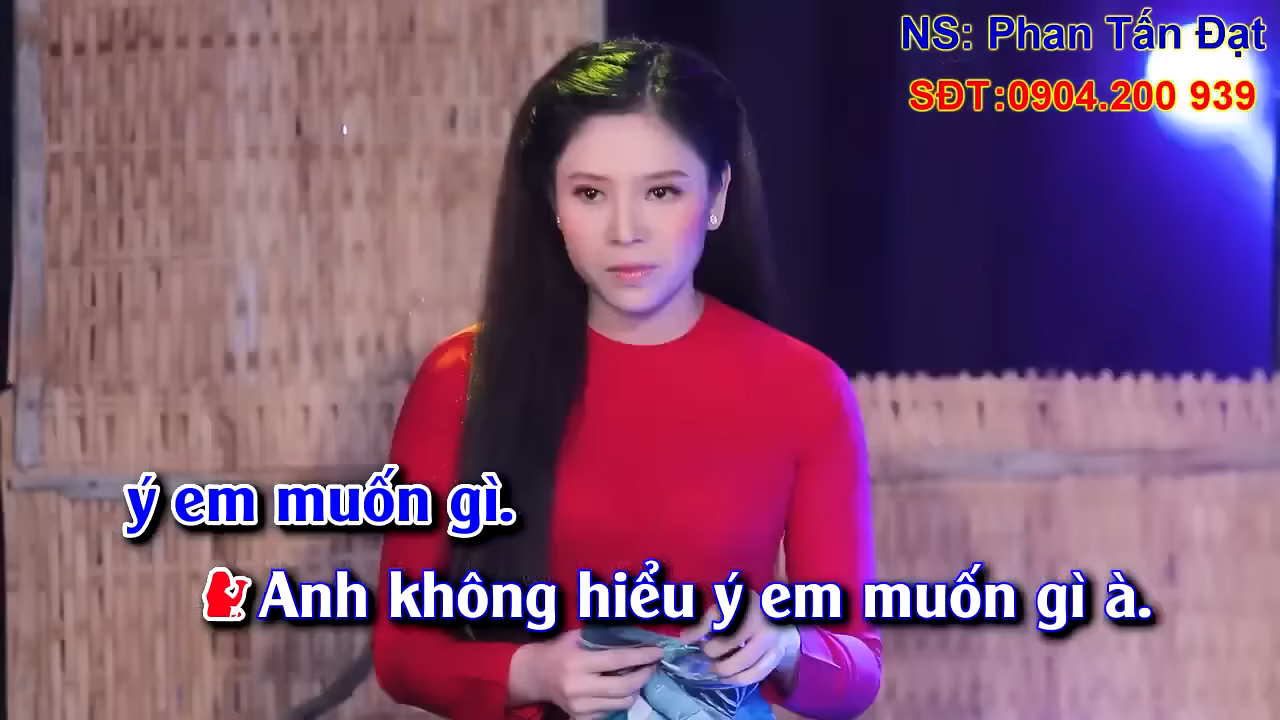 NS: Phan Tấn Đạt
SĐT:0904.200 939
ý em muốn gì.
Anh không hiểu ý em muốn gì à.